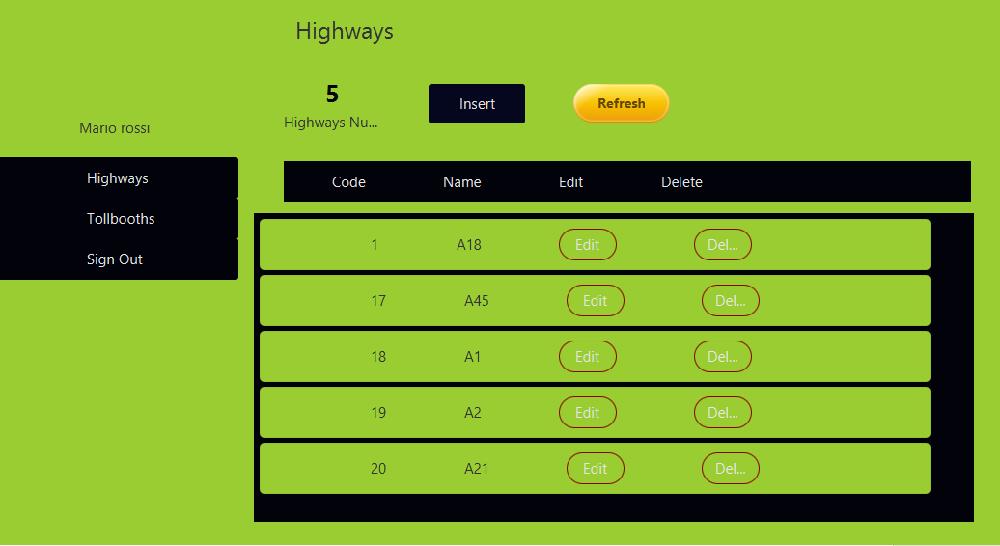 Highways
5
Highways Nu...
Insert
Refresh
Mario rossi
Highways
Tollbooths
Sign Out
Code Name Edit Delete
1 A18 Edit Del...
17 A45 Edit Del...
18 A1 Edit Del...
19 A2 Edit Del...
20 A21 Edit Del...